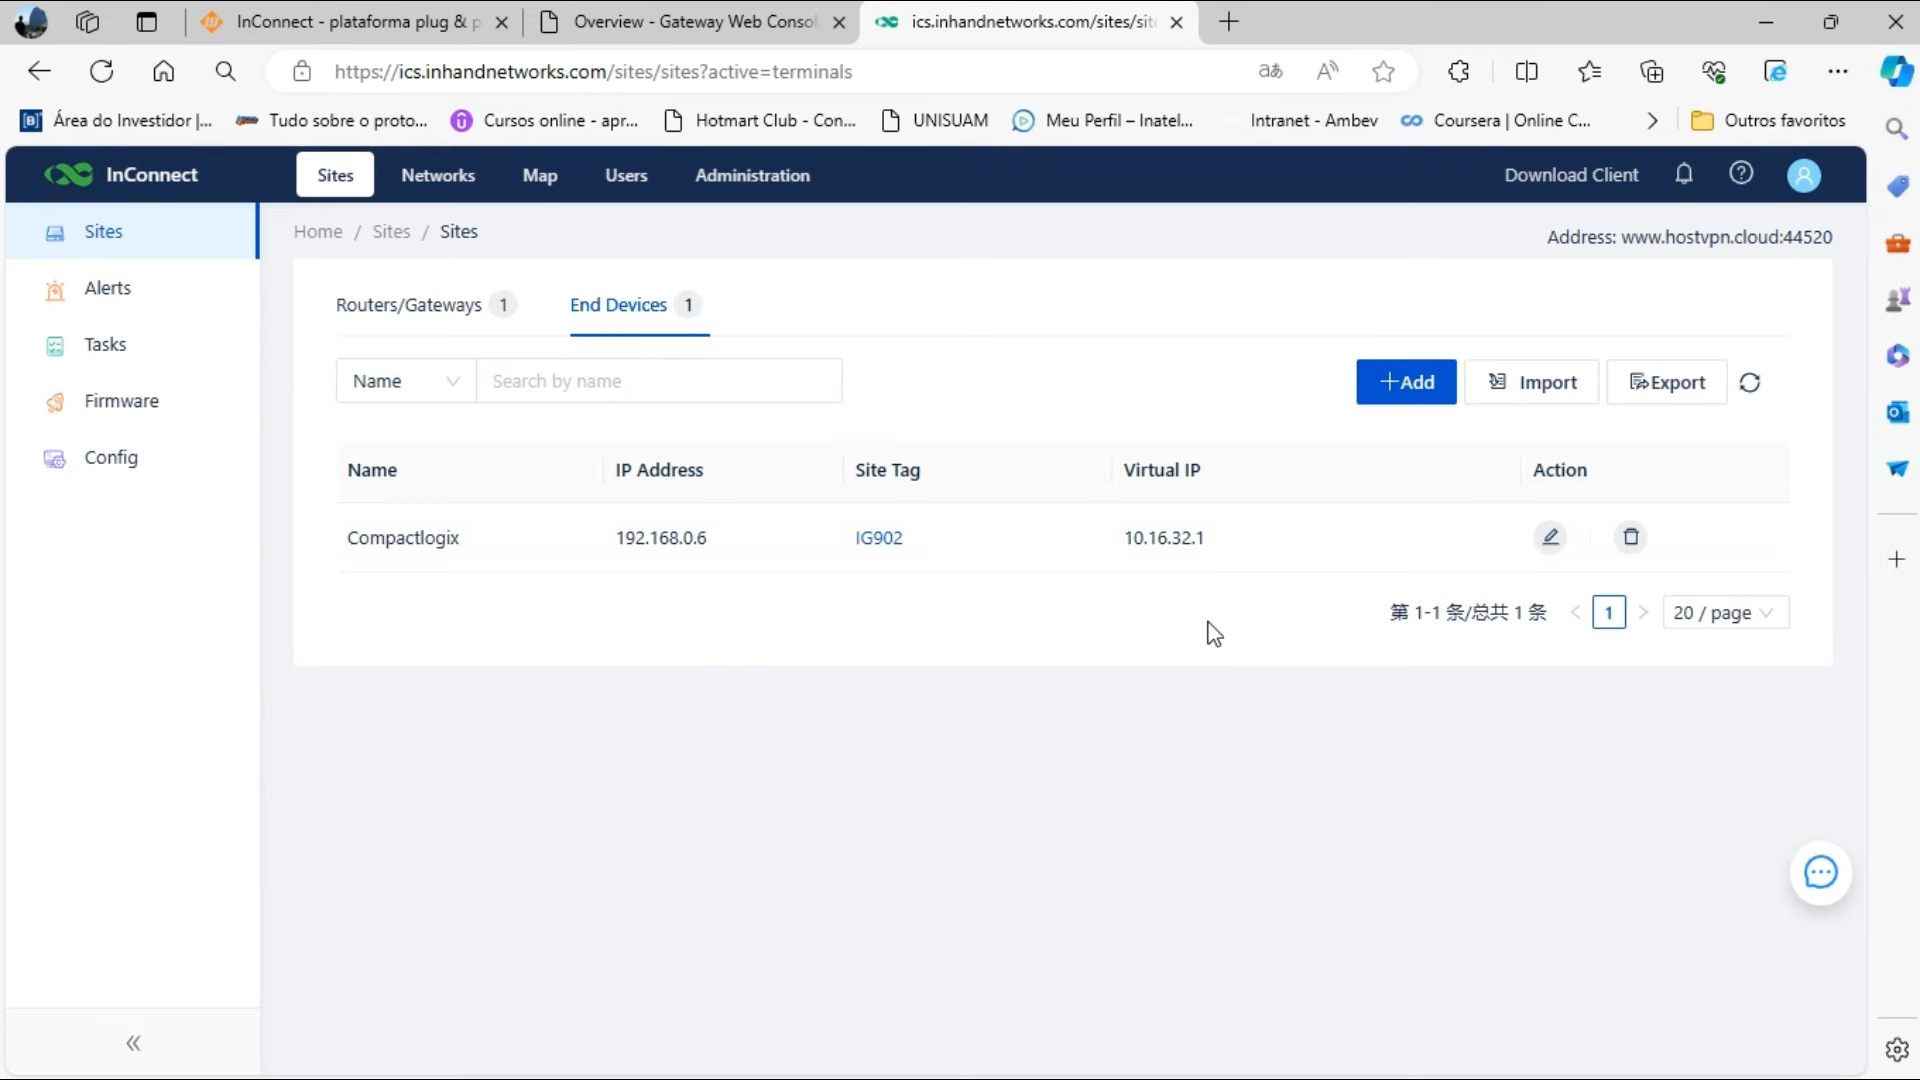 InConnect - plataforma plug & p
Overview - Gateway Web Consol
ics.inhandnetworks.com/sites/site
https://ics.inhandnetworks.com/sites/sites?active=terminals
Área do Investidor |...
Tudo sobre o proto...
Cursos online - apr...
Hotmart Club - Con...
UNISUAM
Meu Perfil – Inatel...
Intranet - Ambev
Coursera | Online C...
Outros favoritos
InConnect
Sites
Networks
Map
Users
Administration
Download Client
Sites
Alerts
Tasks
Firmware
Config
Home / Sites / Sites
Address: www.hostvpn.cloud:44520
Routers/Gateways 1
End Devices 1
Name
Search by name
+Add
Import
Export
Name IP Address Site Tag Virtual IP Action
Compactlogix 192.168.0.6 IG902 10.16.32.1
第 1-1 条/总共 1 条 < 1 > 20 / page